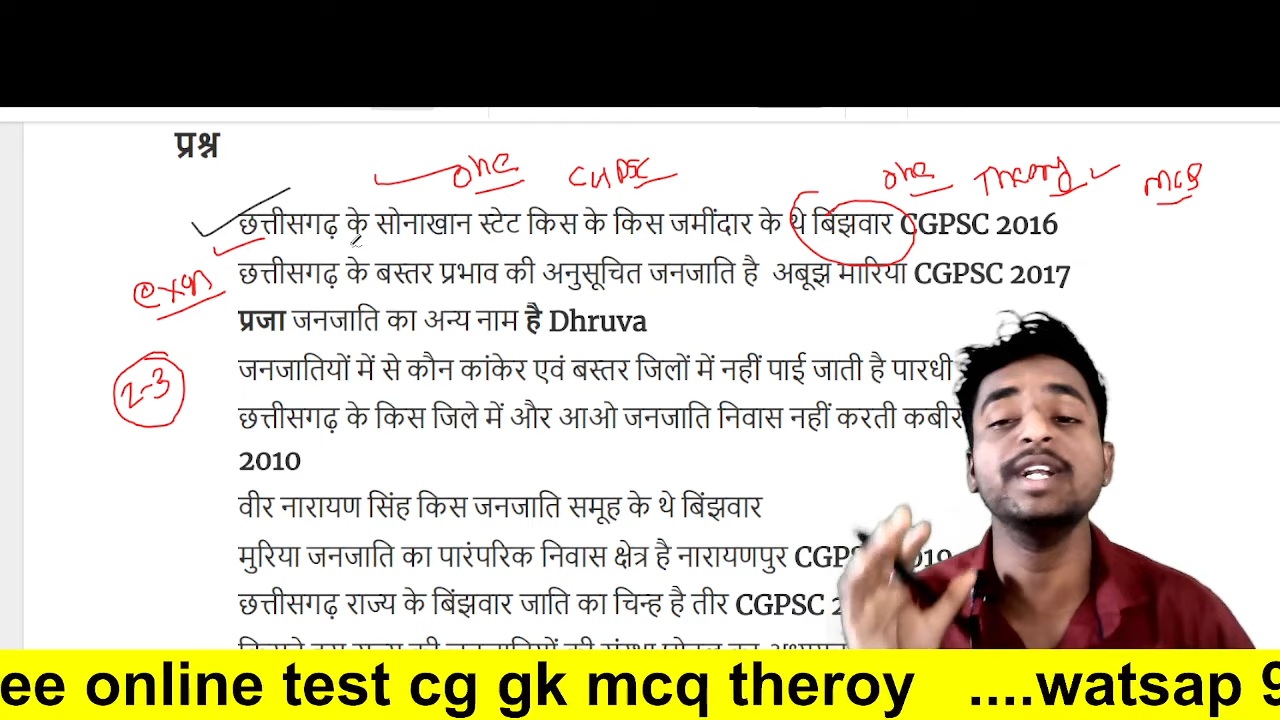 प्रश्न
one CGPSC one Theory MCQ
छत्तीसगढ़ के सोनाखान स्टेट किस के किस जमींदार के थे बिंझवार CGPSC 2016
छत्तीसगढ़ के बस्तर प्रभाव की अनुसूचित जनजाति है अबूझ मारिया CGPSC 2017
exam
प्रजा जनजाति का अन्य नाम है Dhruva
जनजातियों में से कौन कांकेर एवं बस्तर जिलों में नहीं पाई जाती है पारधी
2-3
छत्तीसगढ़ के किस जिले में और आओ जनजाति निवास नहीं करती
2010
वीर नारायण सिंह किस जनजाति समूह के थे बिंझवार
मुरिया जनजाति का पारंपरिक निवास क्षेत्र है नारायणपुर
छत्तीसगढ़ राज्य के बिंझवार जाति का चिन्ह है तीर CGPSC
ee online test cg gk mcq theroy ....watsap 9